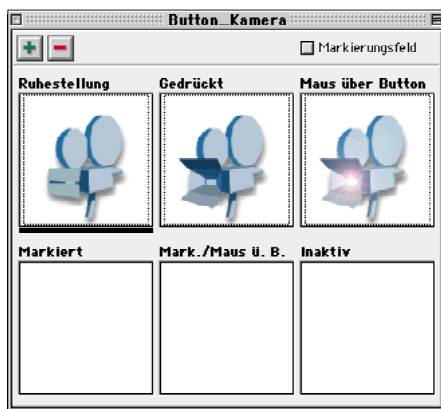 Button_Kamera
Markierungsfeld
Ruhestellung Gedrückt Maus über Button
Markiert Mark./Maus ü. B. Inaktiv